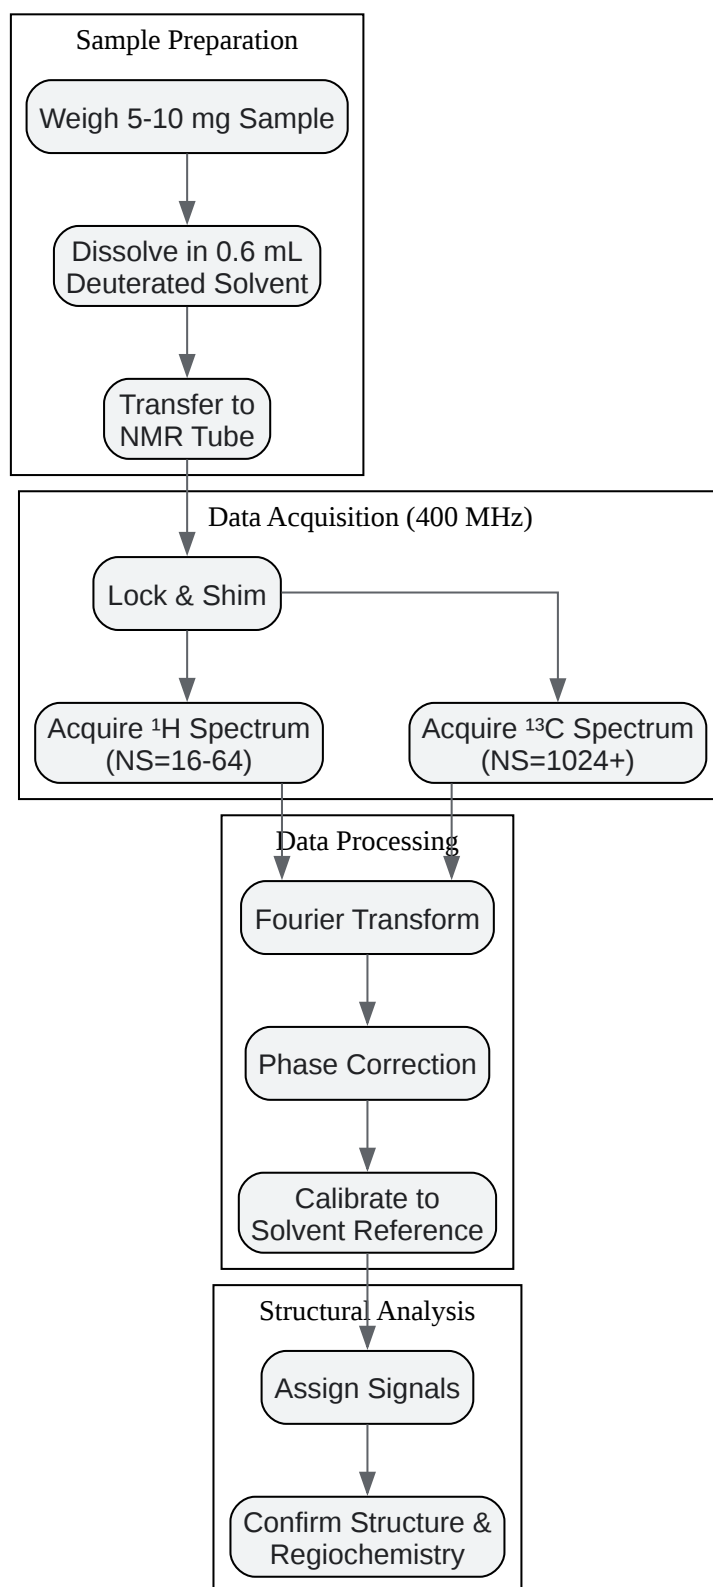 Sample Preparation
Weigh 5-10 mg Sample
Dissolve in 0.6 mL
Deuterated Solvent
Transfer to
NMR Tube
Data Acquisition (400 MHz)
Lock & Shim
Acquire ¹H Spectrum
(NS=16-64)
Acquire ¹³C Spectrum
(NS=1024+)
Data Processing
Fourier Transform
Phase Correction
Calibrate to
Solvent Reference
Structural Analysis
Assign Signals
Confirm Structure &
Regiochemistry